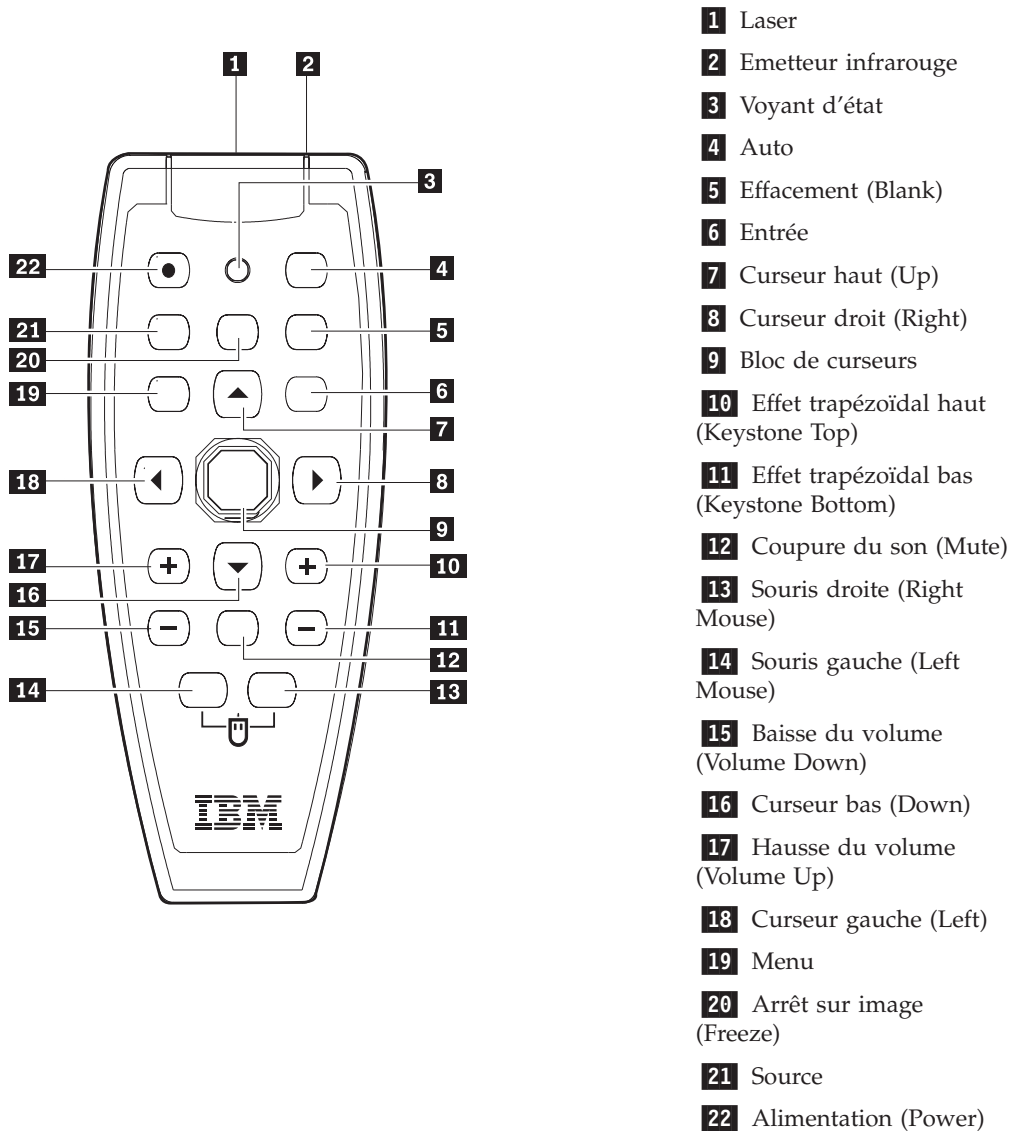 1
2
3
22
4
21
5
20
19
6
7
18
8
9
17
10
16
15
11
12
14
13
IBM
1 Laser
2 Emetteur infrarouge
3 Voyant d'état
4 Auto
5 Effacement (Blank)
6 Entrée
7 Curseur haut (Up)
8 Curseur droit (Right)
9 Bloc de curseurs
10 Effet trapézoïdal haut
(Keystone Top)
11 Effet trapézoïdal bas
(Keystone Bottom)
12 Coupure du son (Mute)
13 Souris droite (Right
Mouse)
14 Souris gauche (Left
Mouse)
15 Baisse du volume
(Volume Down)
16 Curseur bas (Down)
17 Hausse du volume
(Volume Up)
18 Curseur gauche (Left)
19 Menu
20 Arrêt sur image
(Freeze)
21 Source
22 Alimentation (Power)